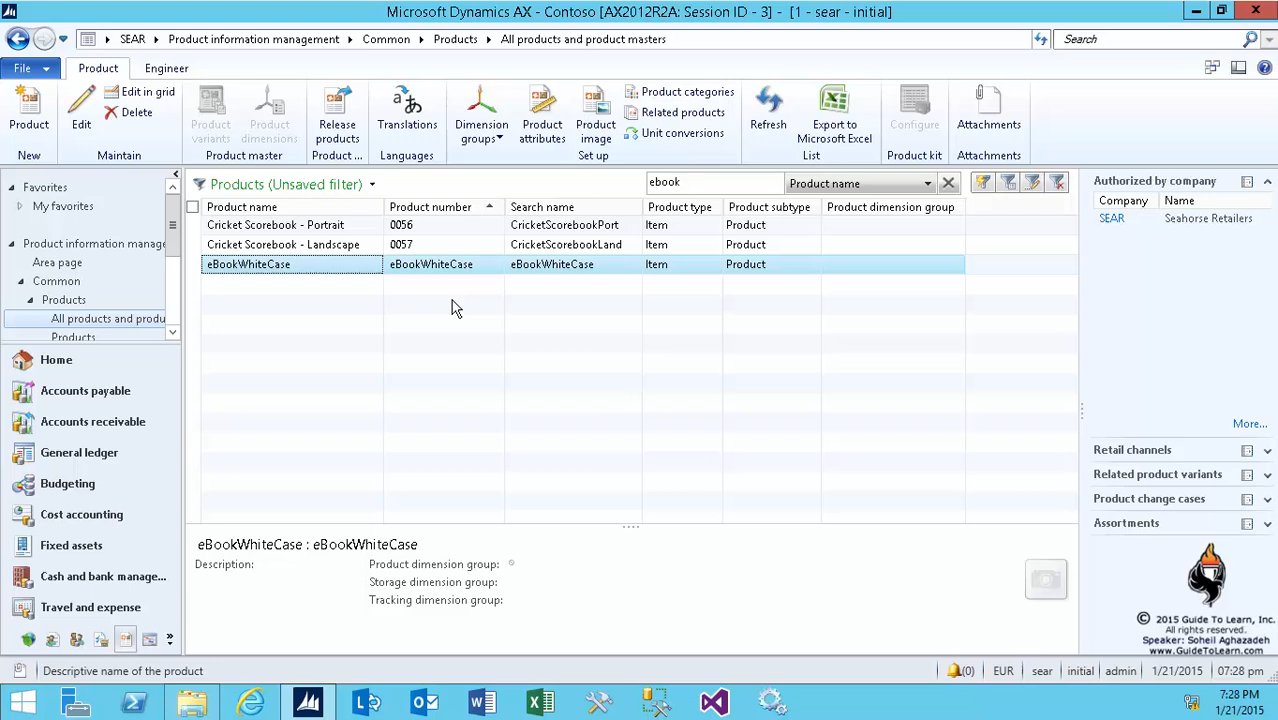 Microsoft Dynamics AX - Contoso [AX2012R2A: Session ID - 3] - [1 - sear - initial]
SEAR Product information management Common Products All products and product masters Search
File Product Engineer
Product Edit Edit in grid Delete Product variants Product dimensions Release products Translations Dimension groups Product attributes Product image Product categories Related products Unit conversions Refresh Export to Microsoft Excel Configure Attachments
New Maintain Product master Product ... Languages Set up List Product kit Attachments
Favorites
My favorites
Product information manage
Area page
Common
Products
All products and produ
Products
Home
Accounts payable
Accounts receivable
General ledger
Budgeting
Cost accounting
Fixed assets
Cash and bank manage...
Travel and expense
Products (Unsaved filter) ebook Product name
Product name Product number Search name Product type Product subtype Product dimension group
Cricket Scorebook - Portrait 0056 CricketScorebookPort Item Product
Cricket Scorebook - Landscape 0057 CricketScorebookLand Item Product
eBookWhiteCase eBookWhiteCase eBookWhiteCase Item Product
eBookWhiteCase : eBookWhiteCase
Description: Product dimension group:
Storage dimension group:
Tracking dimension group:
Authorized by company
Company Name
SEAR Seahorse Retailers
More...
Retail channels
Related product variants
Product change cases
Assortments
© 2015 Guide To Learn, Inc.
All rights reserved.
Speaker: Soheil Aghazadeh
www.GuideToLearn.com
Descriptive name of the product (0) EUR sear initial admin 1/21/2015 07:28 pm
7:28 PM
1/21/2015